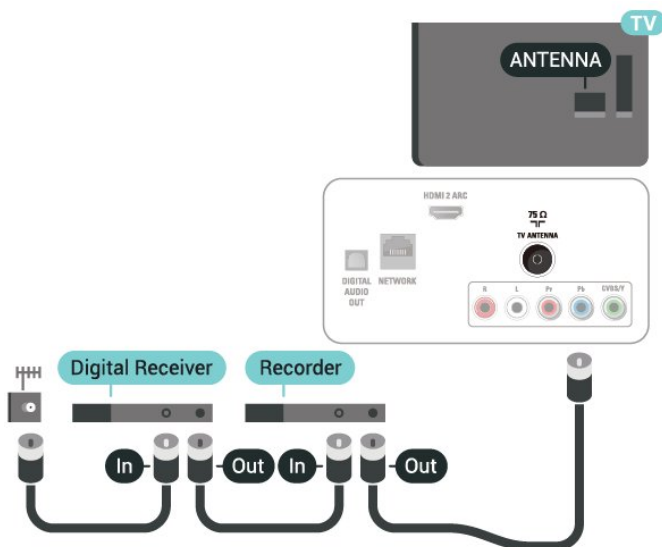 TV
ANTENNA
HDMI 2 ARC
75 Ω
TV ANTENNA
DIGITAL
AUDIO
OUT
NETWORK
R L Pr Pb CVBS/Y
Digital Receiver
Recorder
In Out In Out